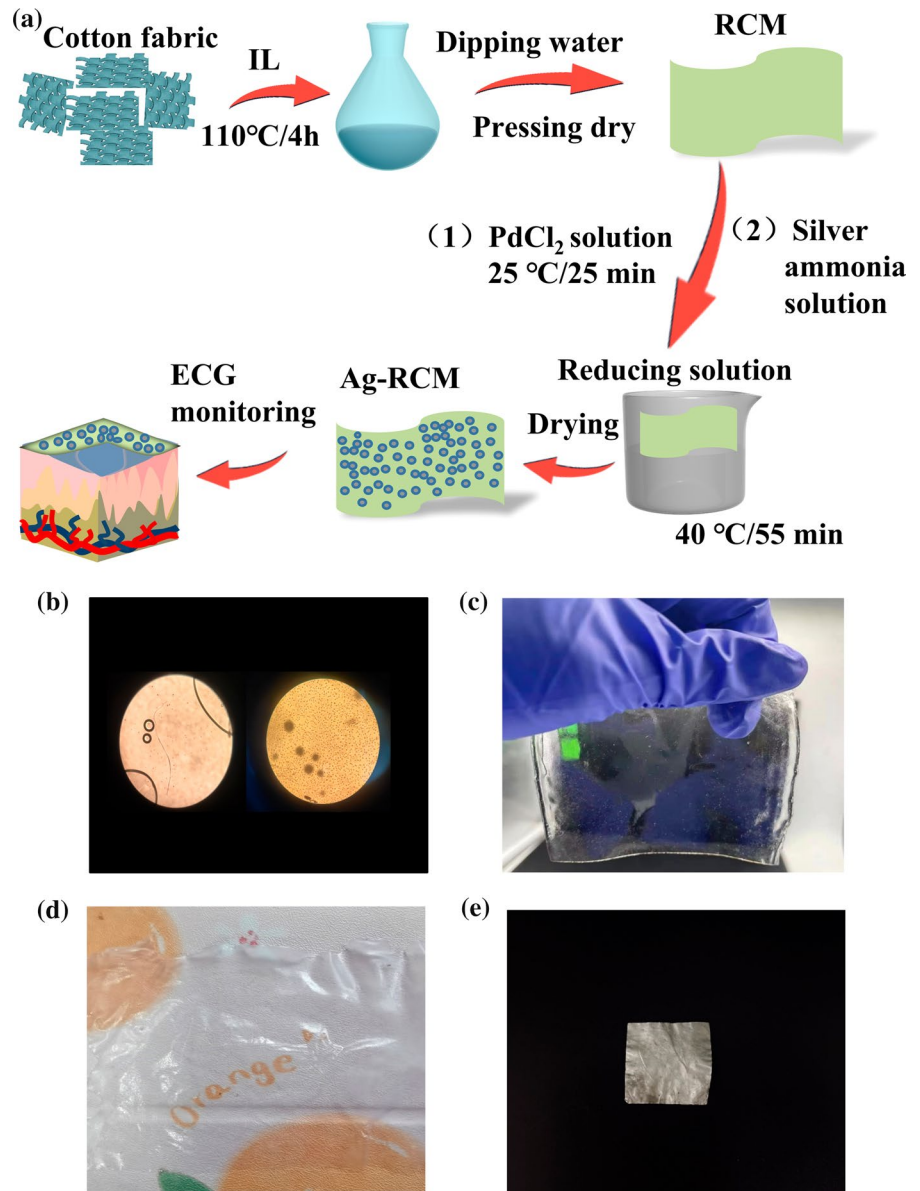 (a)
Cotton fabric
IL
110℃/4h
Dipping water
Pressing dry
RCM
（1）PdCl₂ solution
25 ℃/25 min
（2）Silver
ammonia
solution
Reducing solution
40 ℃/55 min
Drying
Ag-RCM
ECG
monitoring
(b)
(c)
(d)
Orange
(e)